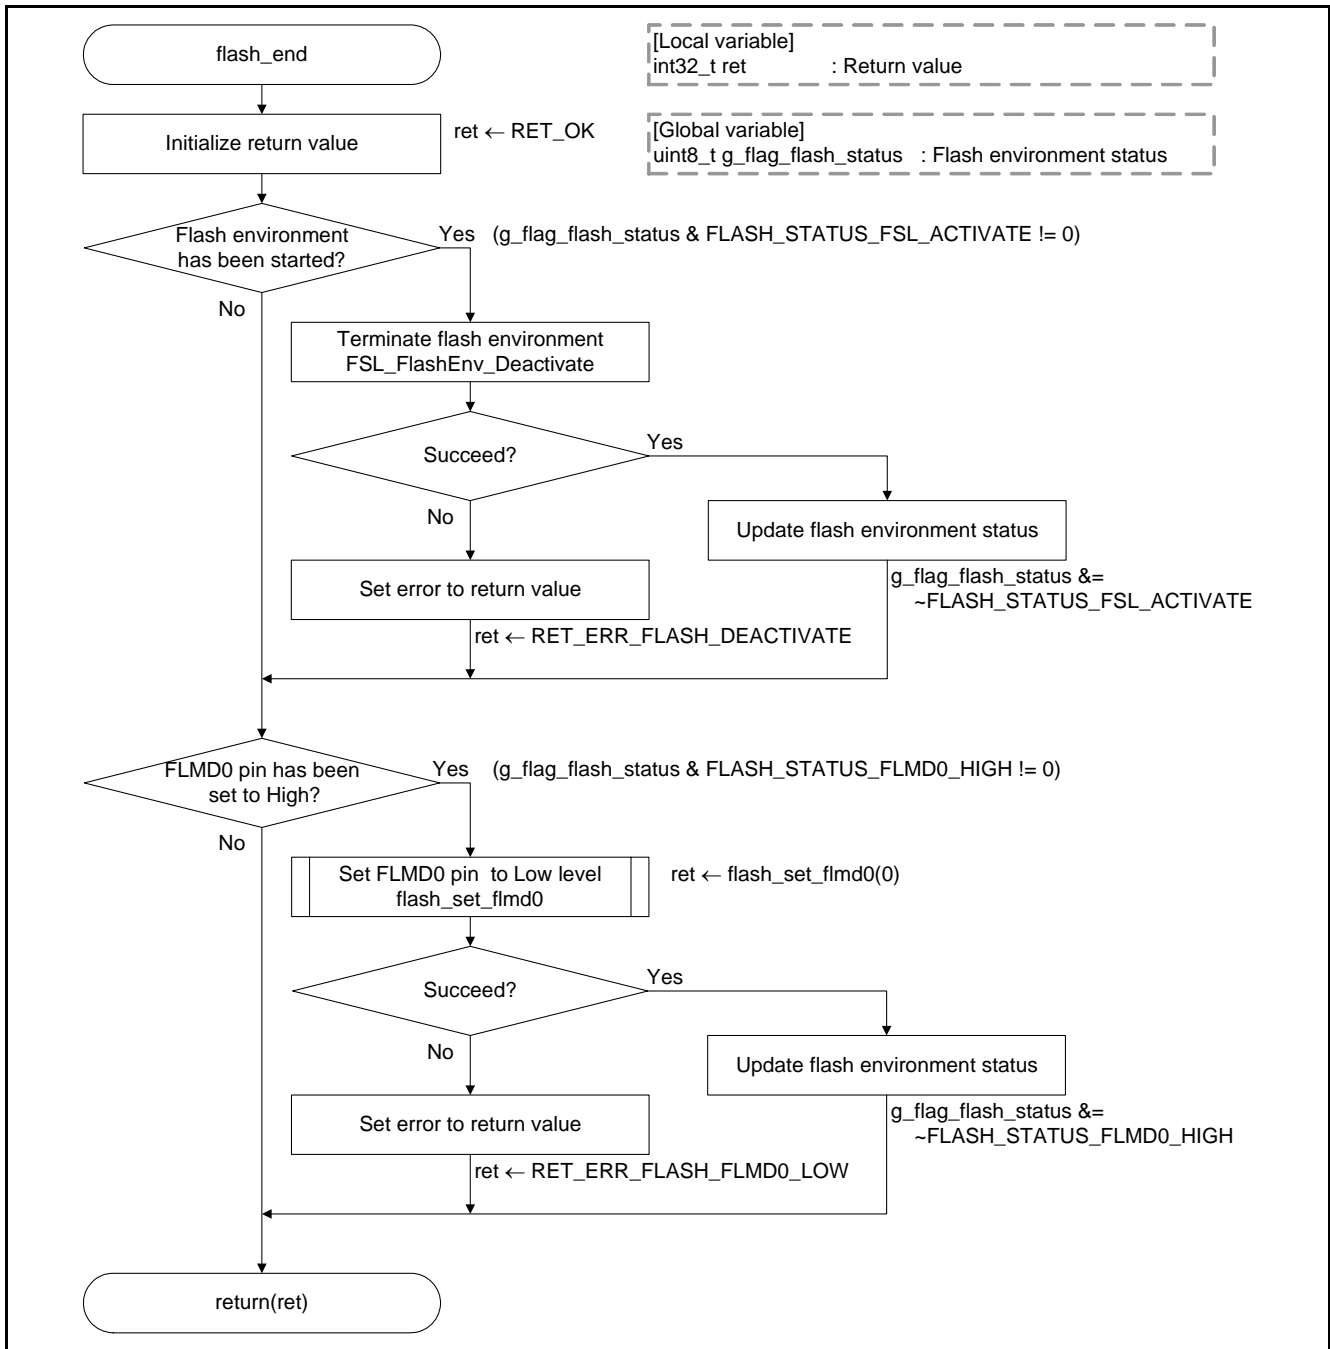 flash_end
[Local variable]
int32_t ret : Return value
Initialize return value
ret ← RET_OK
[Global variable]
uint8_t g_flag_flash_status : Flash environment status
Flash environment
has been started?
Yes (g_flag_flash_status & FLASH_STATUS_FSL_ACTIVATE != 0)
No
Terminate flash environment
FSL_FlashEnv_Deactivate
Succeed?
Yes
No
Update flash environment status
Set error to return value
g_flag_flash_status &=
~FLASH_STATUS_FSL_ACTIVATE
ret ← RET_ERR_FLASH_DEACTIVATE
FLMD0 pin has been
set to High?
Yes (g_flag_flash_status & FLASH_STATUS_FLMD0_HIGH != 0)
No
Set FLMD0 pin to Low level
flash_set_flmd0
ret ← flash_set_flmd0(0)
Succeed?
Yes
No
Update flash environment status
Set error to return value
g_flag_flash_status &=
~FLASH_STATUS_FLMD0_HIGH
ret ← RET_ERR_FLASH_FLMD0_LOW
return(ret)